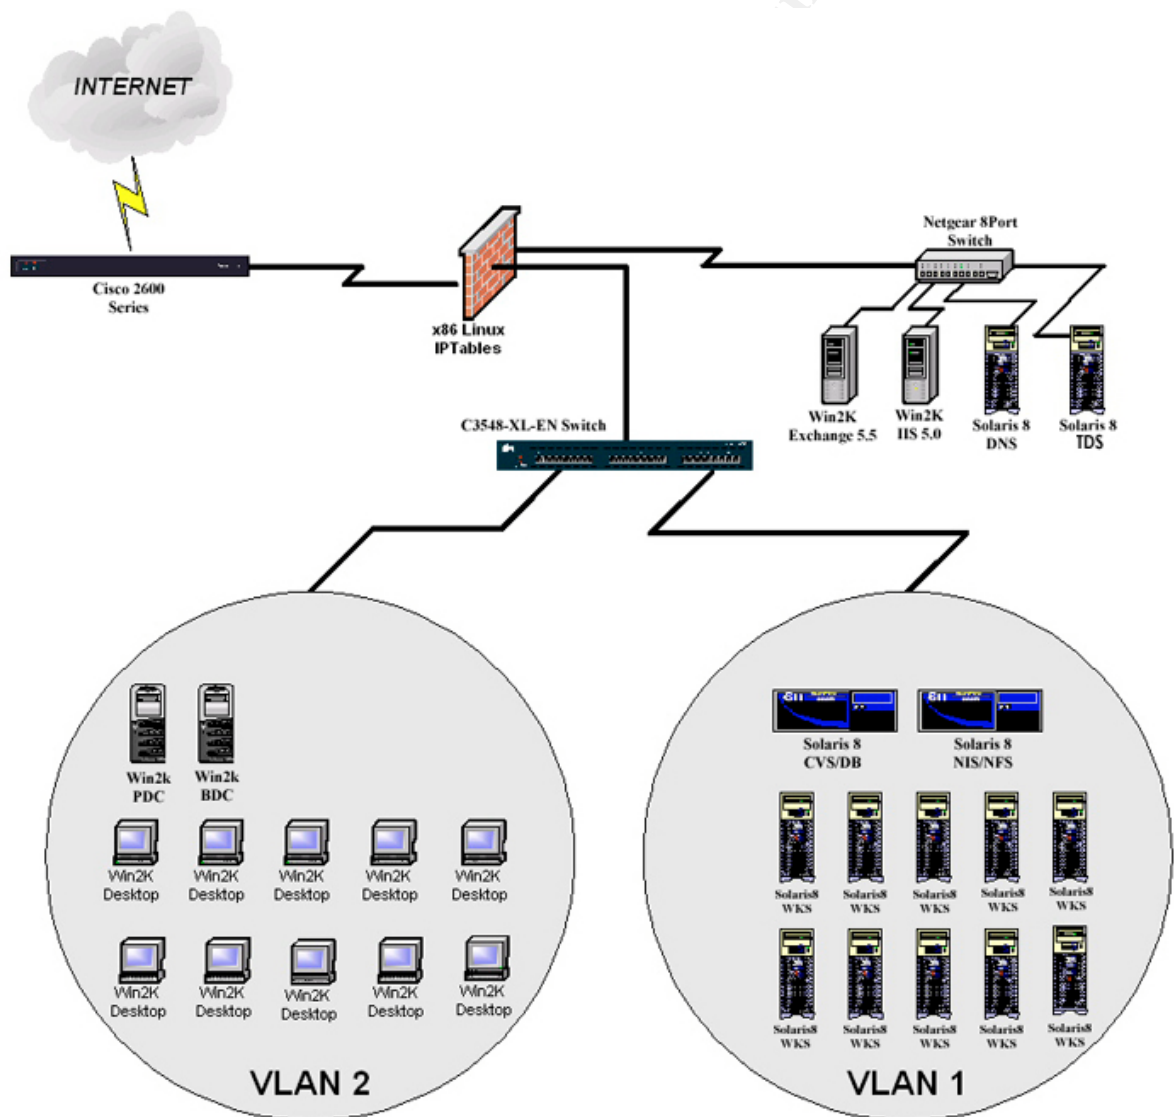 INTERNET
Netgear 8Port
Switch
Cisco 2600
Series
x86 Linux
IPTables
Win2K
Exchange 5.5
Win2K
IIS 5.0
Solaris 8
DNS
Solaris 8
TDS
C3548-XL-EN Switch
Win2k
PDC
Win2k
BDC
Solaris 8
CVS/DB
Solaris 8
NIS/NFS
Win2K
Desktop
Win2K
Desktop
Win2K
Desktop
Win2K
Desktop
Win2K
Desktop
Solaris8
WKS
Solaris8
WKS
Solaris8
WKS
Solaris8
WKS
Solaris8
WKS
Win2K
Desktop
Win2K
Desktop
Win2K
Desktop
Win2K
Desktop
Win2K
Desktop
Solaris8
WKS
Solaris8
WKS
Solaris8
WKS
Solaris8
WKS
Solaris8
WKS
VLAN 2
VLAN 1